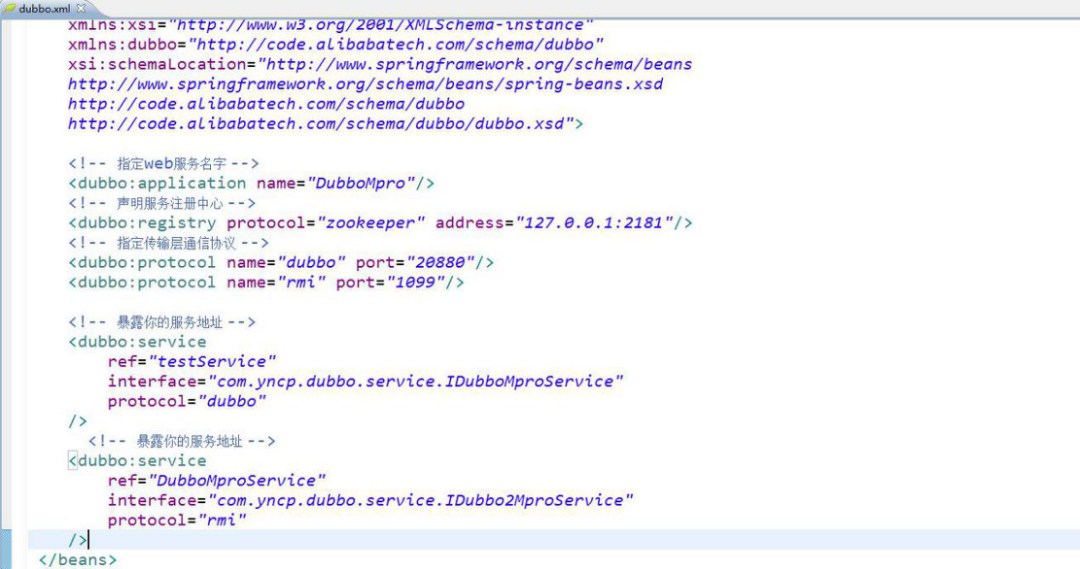 dubbo.xml
xmlns:xsi="http://www.w3.org/2001/XMLSchema-instance"
xmlns:dubbo="http://code.alibabatech.com/schema/dubbo"
xsi:schemaLocation="http://www.springframework.org/schema/beans
http://www.springframework.org/schema/beans/spring-beans.xsd
http://code.alibabatech.com/schema/dubbo
http://code.alibabatech.com/schema/dubbo/dubbo.xsd">
<!-- 指定web服务名字 -->
<dubbo:application name="DubboMpro"/>
<!-- 声明服务注册中心 -->
<dubbo:registry protocol="zookeeper" address="127.0.0.1:2181"/>
<!-- 指定传输层通信协议 -->
<dubbo:protocol name="dubbo" port="20880"/>
<dubbo:protocol name="rmi" port="1099"/>
<!-- 暴露你的服务地址 -->
<dubbo:service
ref="testService"
interface="com.yncp.dubbo.service.IDubboMproService"
protocol="dubbo"
/>
<!-- 暴露你的服务地址 -->
<dubbo:service
ref="DubboMproService"
interface="com.yncp.dubbo.service.IDubbo2MproService"
protocol="rmi"
/>
</beans>